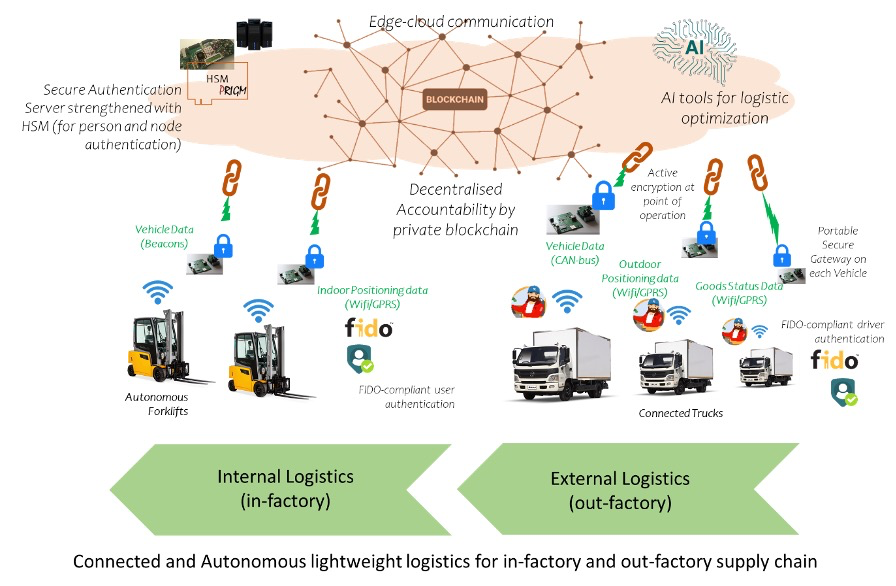 Edge-cloud communication
AI
HSM
PRIGM
BLOCKCHAIN
Secure Authentication
Server strengthened with
HSM (for person and node
authentication)
AI tools for logistic
optimization
Decentralised
Accountability by
private blockchain
Active
encryption at
point of
operation
Vehicle Data
(Beacons)
Vehicle Data
(CAN-bus)
Portable
Secure
Gateway on
each Vehicle
Indoor Positioning data
(Wifi/GPRS)
Outdoor
Positioning data
(Wifi/GPRS)
Goods Status Data
(Wifi/GPRS)
fido
FIDO-compliant user
authentication
FIDO-compliant driver
authentication
fido
Autonomous
Forklifts
Connected Trucks
Internal Logistics
(in-factory)
External Logistics
(out-factory)
Connected and Autonomous lightweight logistics for in-factory and out-factory supply chain